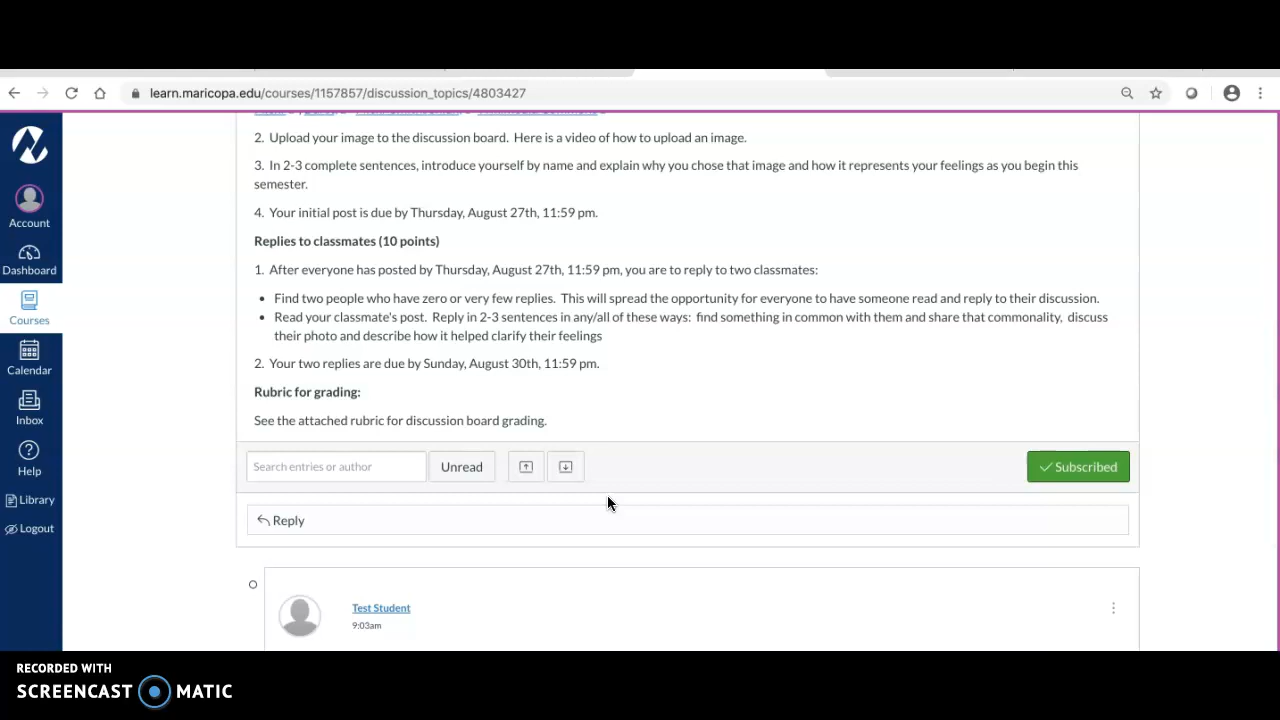 learn.maricopa.edu/courses/1157857/discussion_topics/4803427
2. Upload your image to the discussion board. Here is a video of how to upload an image.
3. In 2-3 complete sentences, introduce yourself by name and explain why you chose that image and how it represents your feelings as you begin this
semester.
4. Your initial post is due by Thursday, August 27th, 11:59 pm.
Replies to classmates (10 points)
1. After everyone has posted by Thursday, August 27th, 11:59 pm, you are to reply to two classmates:
• Find two people who have zero or very few replies. This will spread the opportunity for everyone to have someone read and reply to their discussion.
• Read your classmate's post. Reply in 2-3 sentences in any/all of these ways: find something in common with them and share that commonality, discuss
their photo and describe how it helped clarify their feelings
2. Your two replies are due by Sunday, August 30th, 11:59 pm.
Rubric for grading:
See the attached rubric for discussion board grading.
Search entries or author
Unread
Subscribed
Reply
Test Student
9:03am
Account
Dashboard
Courses
Calendar
Inbox
Help
Library
Logout
RECORDED WITH
SCREENCAST MATIC